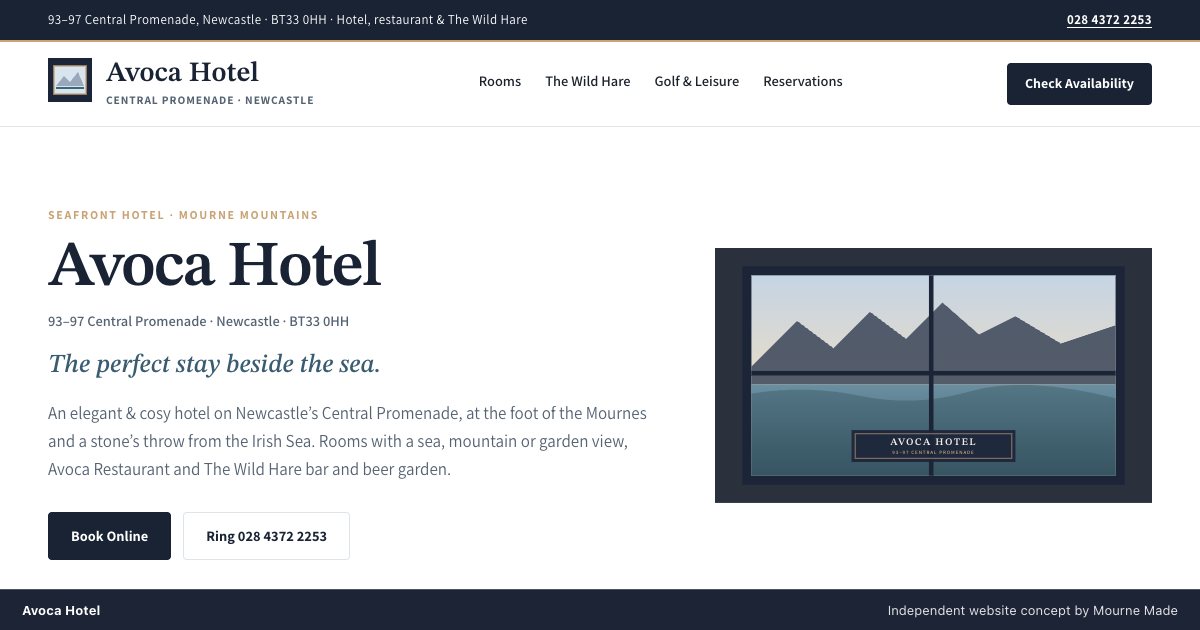 93–97 Central Promenade, Newcastle · BT33 0HH · Hotel, restaurant & The Wild Hare
028 4372 2253
Avoca Hotel
CENTRAL PROMENADE · NEWCASTLE
Rooms
The Wild Hare
Golf & Leisure
Reservations
Check Availability
SEAFRONT HOTEL · MOURNE MOUNTAINS
Avoca Hotel
93–97 Central Promenade · Newcastle · BT33 0HH
The perfect stay beside the sea.
An elegant & cosy hotel on Newcastle’s Central Promenade, at the foot of the Mournes
and a stone’s throw from the Irish Sea. Rooms with a sea, mountain or garden view,
Avoca Restaurant and The Wild Hare bar and beer garden.
Book Online
Ring 028 4372 2253
AVOCA HOTEL
93–97 CENTRAL PROMENADE
Avoca Hotel
Independent website concept by Mourne Made